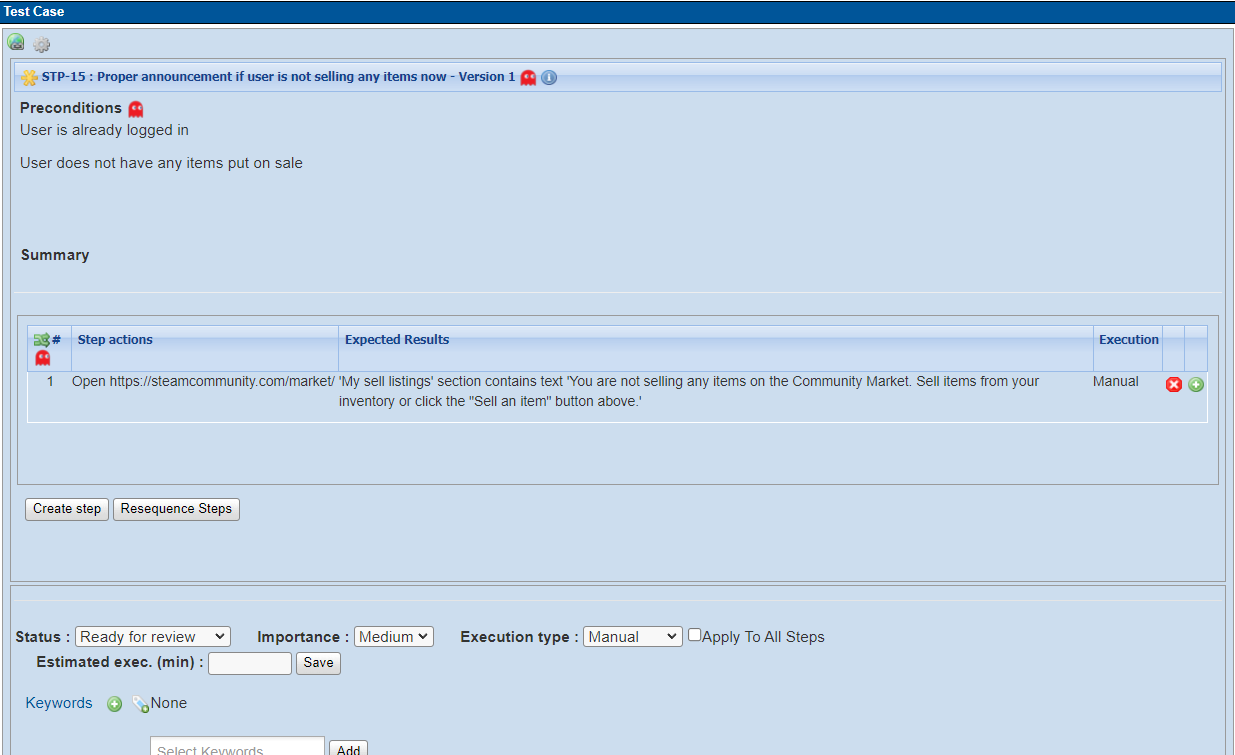 Test Case
STP-15 : Proper announcement if user is not selling any items now - Version 1
Preconditions
User is already logged in
User does not have any items put on sale
Summary
# Step actions Expected Results Execution
1 Open https://steamcommunity.com/market/ 'My sell listings' section contains text 'You are not selling any items on the Community Market. Sell items from your Manual
inventory or click the "Sell an item" button above.'
Create step Resequence Steps
Status : Ready for review Importance : Medium Execution type : Manual Apply To All Steps
Estimated exec. (min) : Save
Keywords None
Select Keywords Add